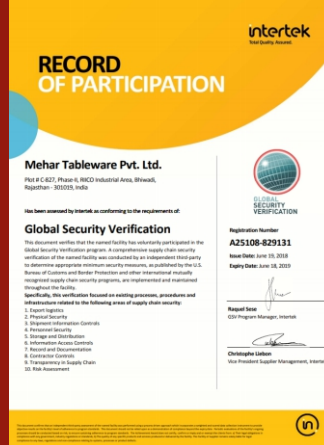 intertek
Total Quality. Assured.
RECORD
OF PARTICIPATION
Mehar Tableware Pvt. Ltd.
Plot # C-827, Phase II, RIICO Industrial Area, Bhiwadi,
Rajasthan - 301019, India
Has been assessed by Intertek as conforming to the requirements of:
Global Security Verification
This document verifies that the named facility has voluntarily participated in the
Global Security Verification program. A comprehensive supply chain security
verification of the named facility was conducted by an independent third-party
to determine appropriate minimum security measures, as published by the U.S.
Bureau of Customs and Border Protection and other international mutually
recognized supply chain security programs, are implemented and maintained
throughout the facility.
Specifically, this verification focused on existing processes, procedures and
infrastructure related to the following areas of supply chain security:
1. Export logistics
2. Physical Security
3. Shipment Information Controls
4. Personnel Security
5. Storage and Distribution
6. Information Access Controls
7. Record and Documentation
8. Contractor Controls
9. Transparency in Supply Chain
10. Risk Assessment
GLOBAL
SECURITY
VERIFICATION
Registration Number
A25108-829131
Issue Date: June 19, 2018
Expiry Date: June 18, 2019
Raquel Sese
GSV Program Manager, Intertek
Christophe Liebon
Vice President Supplier Management, Interte